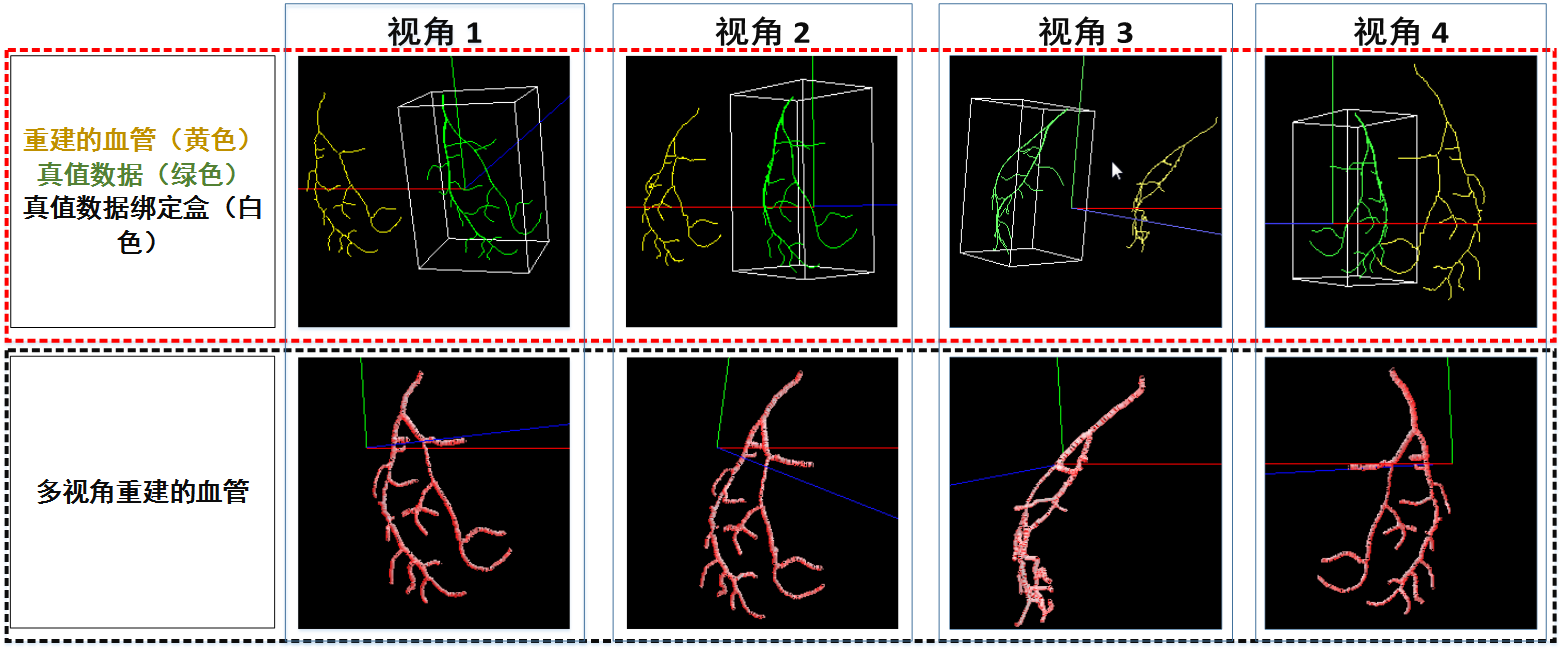 视角 1
视角 2
视角 3
视角 4
重建的血管（黄色）
真值数据（绿色）
真值数据绑定盒（白
色）
多视角重建的血管